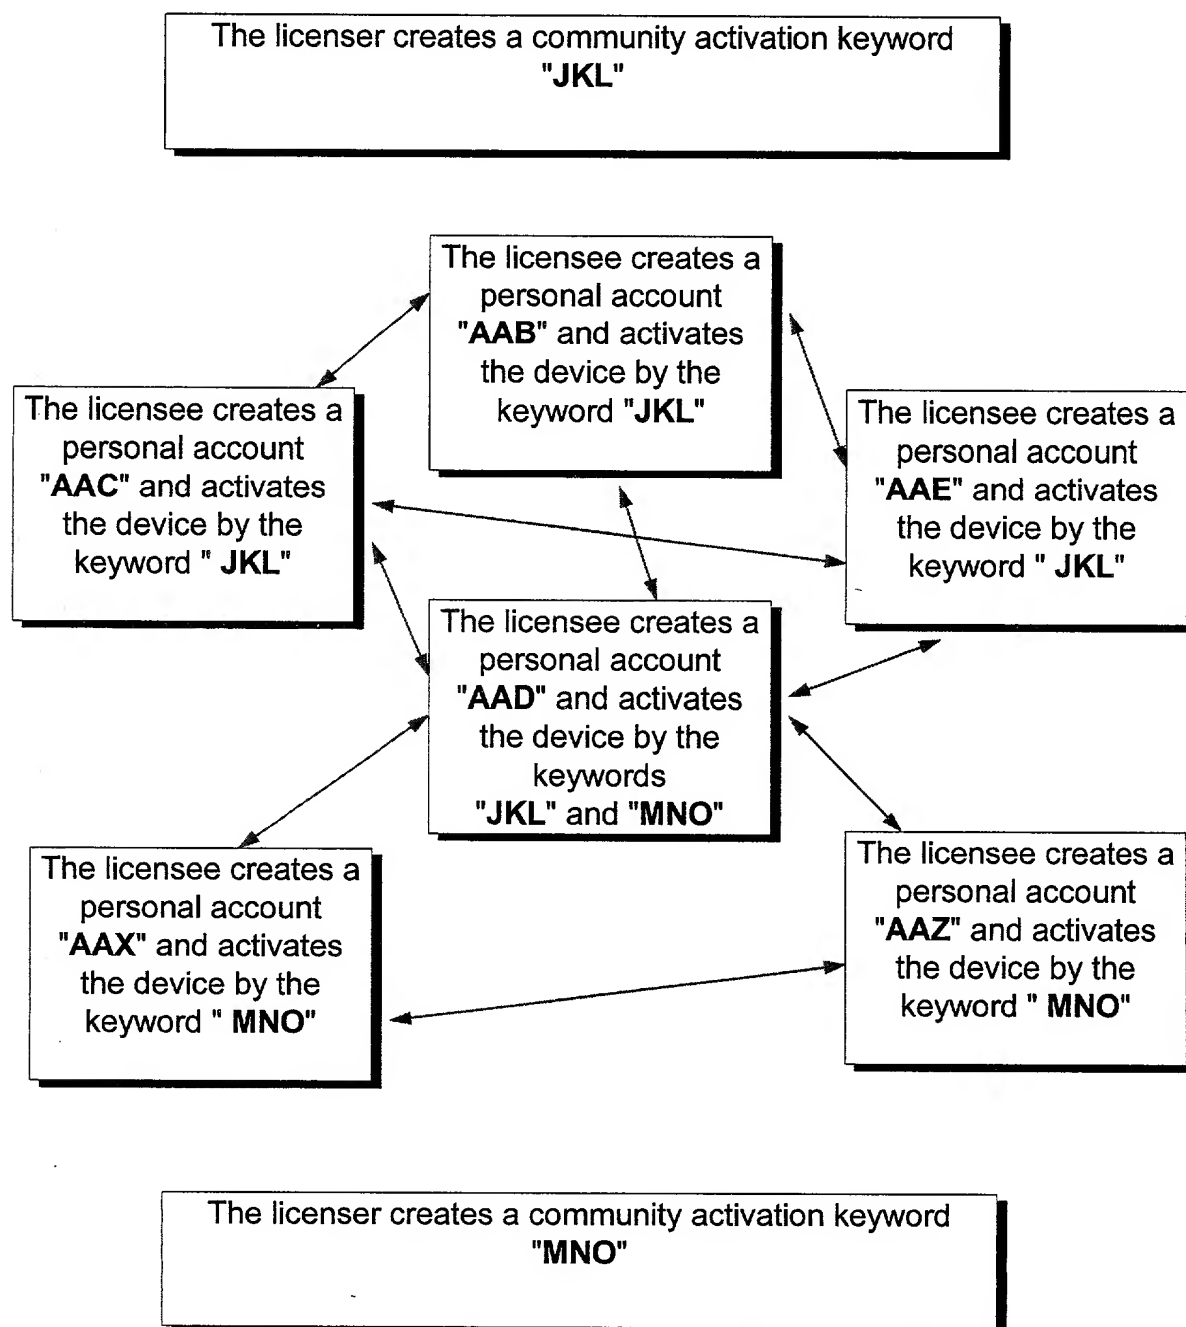 The licenser creates a community activation keyword
"JKL"
The licensee creates a
personal account
"AAB" and activates
the device by the
keyword "JKL"
The licensee creates a
personal account
"AAC" and activates
the device by the
keyword " JKL"
The licensee creates a
personal account
"AAE" and activates
the device by the
keyword " JKL"
The licensee creates a
personal account
"AAD" and activates
the device by the
keywords
"JKL" and "MNO"
The licensee creates a
personal account
"AAX" and activates
the device by the
keyword " MNO"
The licensee creates a
personal account
"AAZ" and activates
the device by the
keyword " MNO"
The licenser creates a community activation keyword
"MNO"